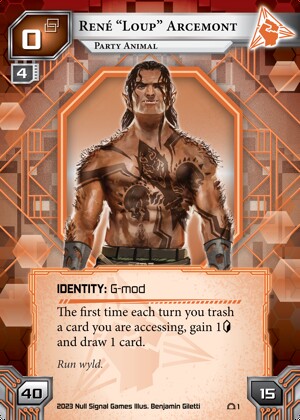 0
René “Loup” Arcemont
Party Animal
4
IDENTITY: G-mod
The first time each turn you trash
a card you are accessing, gain 1
and draw 1 card.
Run wyld.
40
15
2023 Null Signal Games Illus. Benjamin Giletti
1